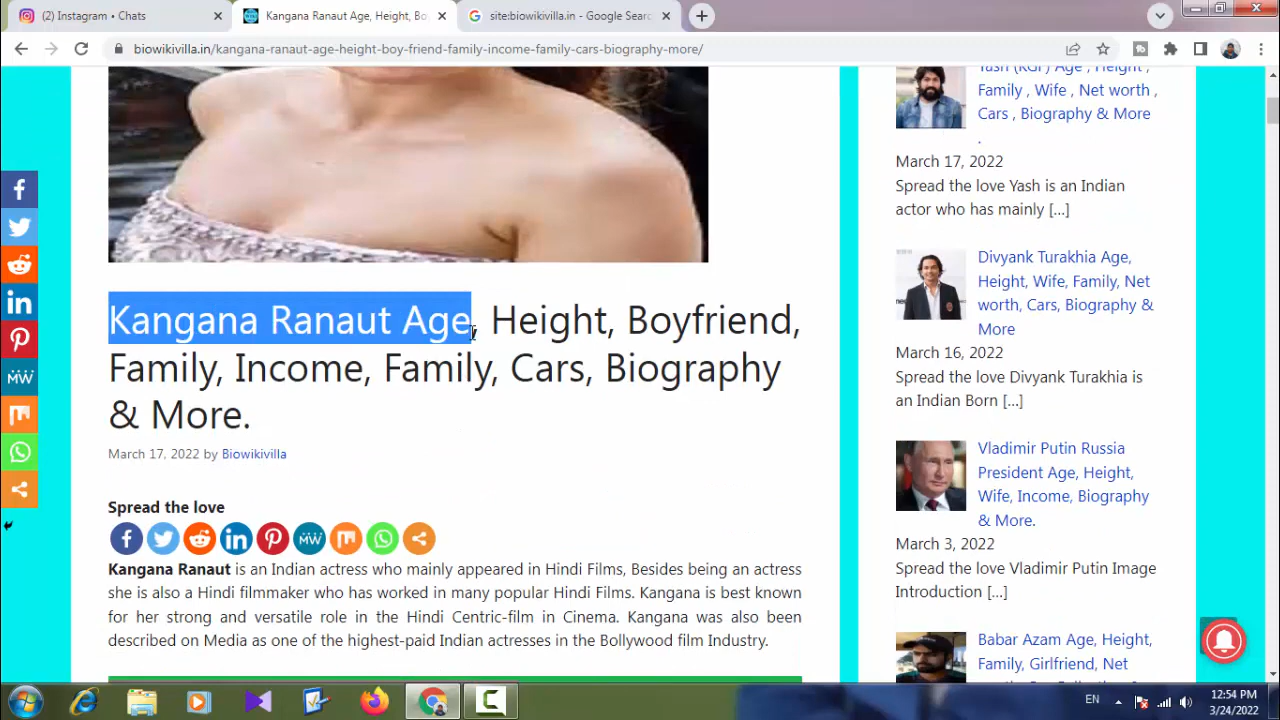 (2) Instagram • Chats
Kangana Ranaut Age, Height, Bo
site:biowikivilla.in - Google Searc
biowikivilla.in/kangana-ranaut-age-height-boy-friend-family-income-family-cars-biography-more/
Kangana Ranaut Age, Height, Boyfriend,
Family, Income, Family, Cars, Biography
& More.
March 17, 2022 by Biowikivilla
Spread the love
MW
Kangana Ranaut is an Indian actress who mainly appeared in Hindi Films, Besides being an actress
she is also a Hindi filmmaker who has worked in many popular Hindi Films. Kangana is best known
for her strong and versatile role in the Hindi Centric-film in Cinema. Kangana was also been
described on Media as one of the highest-paid Indian actresses in the Bollywood film Industry.
Yash (KGF) Age , Height ,
Family , Wife , Net worth ,
Cars , Biography & More
.
March 17, 2022
Spread the love Yash is an Indian
actor who has mainly [...]
Divyank Turakhia Age,
Height, Wife, Family, Net
worth, Cars, Biography &
More
March 16, 2022
Spread the love Divyank Turakhia is
an Indian Born [...]
Vladimir Putin Russia
President Age, Height,
Wife, Income, Biography
& More.
March 3, 2022
Spread the love Vladimir Putin Image
Introduction [...]
Babar Azam Age, Height,
Family, Girlfriend, Net
MW
EN
12:54 PM
3/24/2022